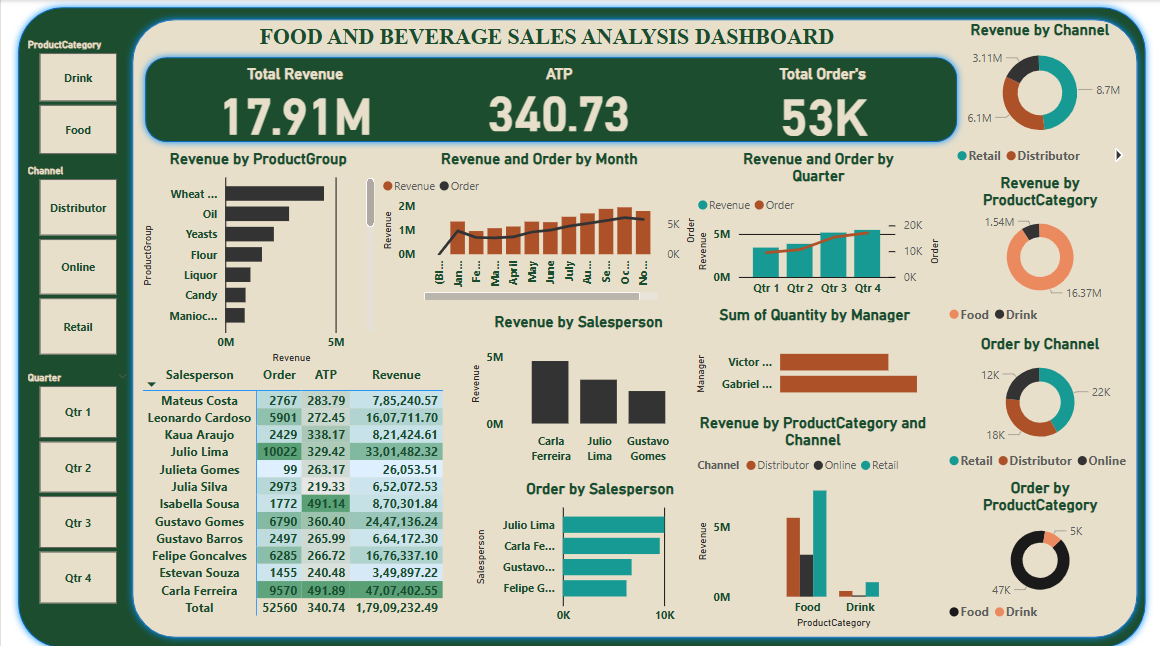 FOOD AND BEVERAGE SALES ANALYSIS DASHBOARD
ProductCategory
Drink
Food
Channel
Distributor
Online
Retail
Quarter
Qtr 1
Qtr 2
Qtr 3
Qtr 4
Total Revenue
17.91M
ATP
340.73
Total Order's
53K
Revenue by ProductGroup
ProductGroup
Wheat ...
Oil
Yeasts
Flour
Liquor
Candy
Manioc...
0M 5M
Revenue
Revenue and Order by Month
Revenue Order
Revenue
2M
1M
0M
5K
0K
Order
(Bl...
Jan...
Fe...
Ma...
April
May
June
July
Au...
Se...
Oc...
No...
Revenue and Order by
Quarter
Revenue Order
Revenue
5M
0M
20K
10K
0K
Order
Qtr 1 Qtr 2 Qtr 3 Qtr 4
Salesperson Order ATP Revenue
Mateus Costa 2767 283.79 7,85,240.57
Leonardo Cardoso 5901 272.45 16,07,711.70
Kaua Araujo 2429 338.17 8,21,424.61
Julio Lima 10022 329.42 33,01,482.32
Julieta Gomes 99 263.17 26,053.51
Julia Silva 2973 219.33 6,52,072.53
Isabella Sousa 1772 491.14 8,70,301.84
Gustavo Gomes 6790 360.40 24,47,136.24
Gustavo Barros 2497 265.99 6,64,172.30
Felipe Goncalves 6285 266.72 16,76,337.10
Estevan Souza 1455 240.48 3,49,897.22
Carla Ferreira 9570 491.89 47,07,402.55
Total 52560 340.74 1,79,09,232.49
Revenue by Salesperson
Revenue
5M
0M
Carla
Ferreira
Julio
Lima
Gustavo
Gomes
Order by Salesperson
Salesperson
Julio Lima
Carla Fe...
Gustavo...
Felipe G...
0K 10K
Sum of Quantity by Manager
Manager
Victor ...
Gabriel ...
Revenue by ProductCategory and
Channel
Channel Distributor Online Retail
Revenue
5M
0M
Food Drink
ProductCategory
Revenue by Channel
3.11M
8.7M
6.1M
Retail Distributor
Revenue by
ProductCategory
1.54M
16.37M
Food Drink
Order by Channel
12K
22K
18K
Retail Distributor Online
Order by
ProductCategory
5K
47K
Food Drink